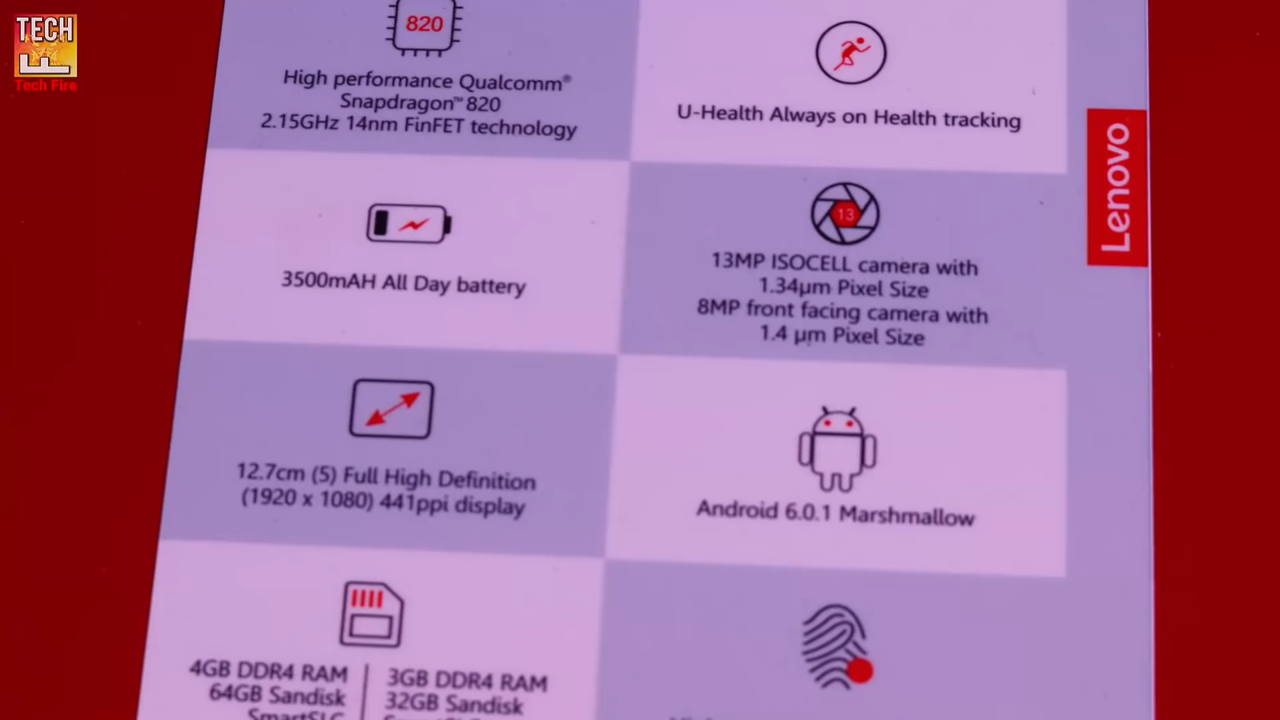 TECH
F
Tech Fire
820
High performance Qualcomm®
Snapdragon™ 820
2.15GHz 14nm FinFET technology
U-Health Always on Health tracking
Lenovo
3500mAH All Day battery
13
13MP ISOCELL camera with
1.34µm Pixel Size
8MP front facing camera with
1.4 µm Pixel Size
12.7cm (5) Full High Definition
(1920 x 1080) 441ppi display
Android 6.0.1 Marshmallow
4GB DDR4 RAM
64GB Sandisk
SmartSLC
3GB DDR4 RAM
32GB Sandisk